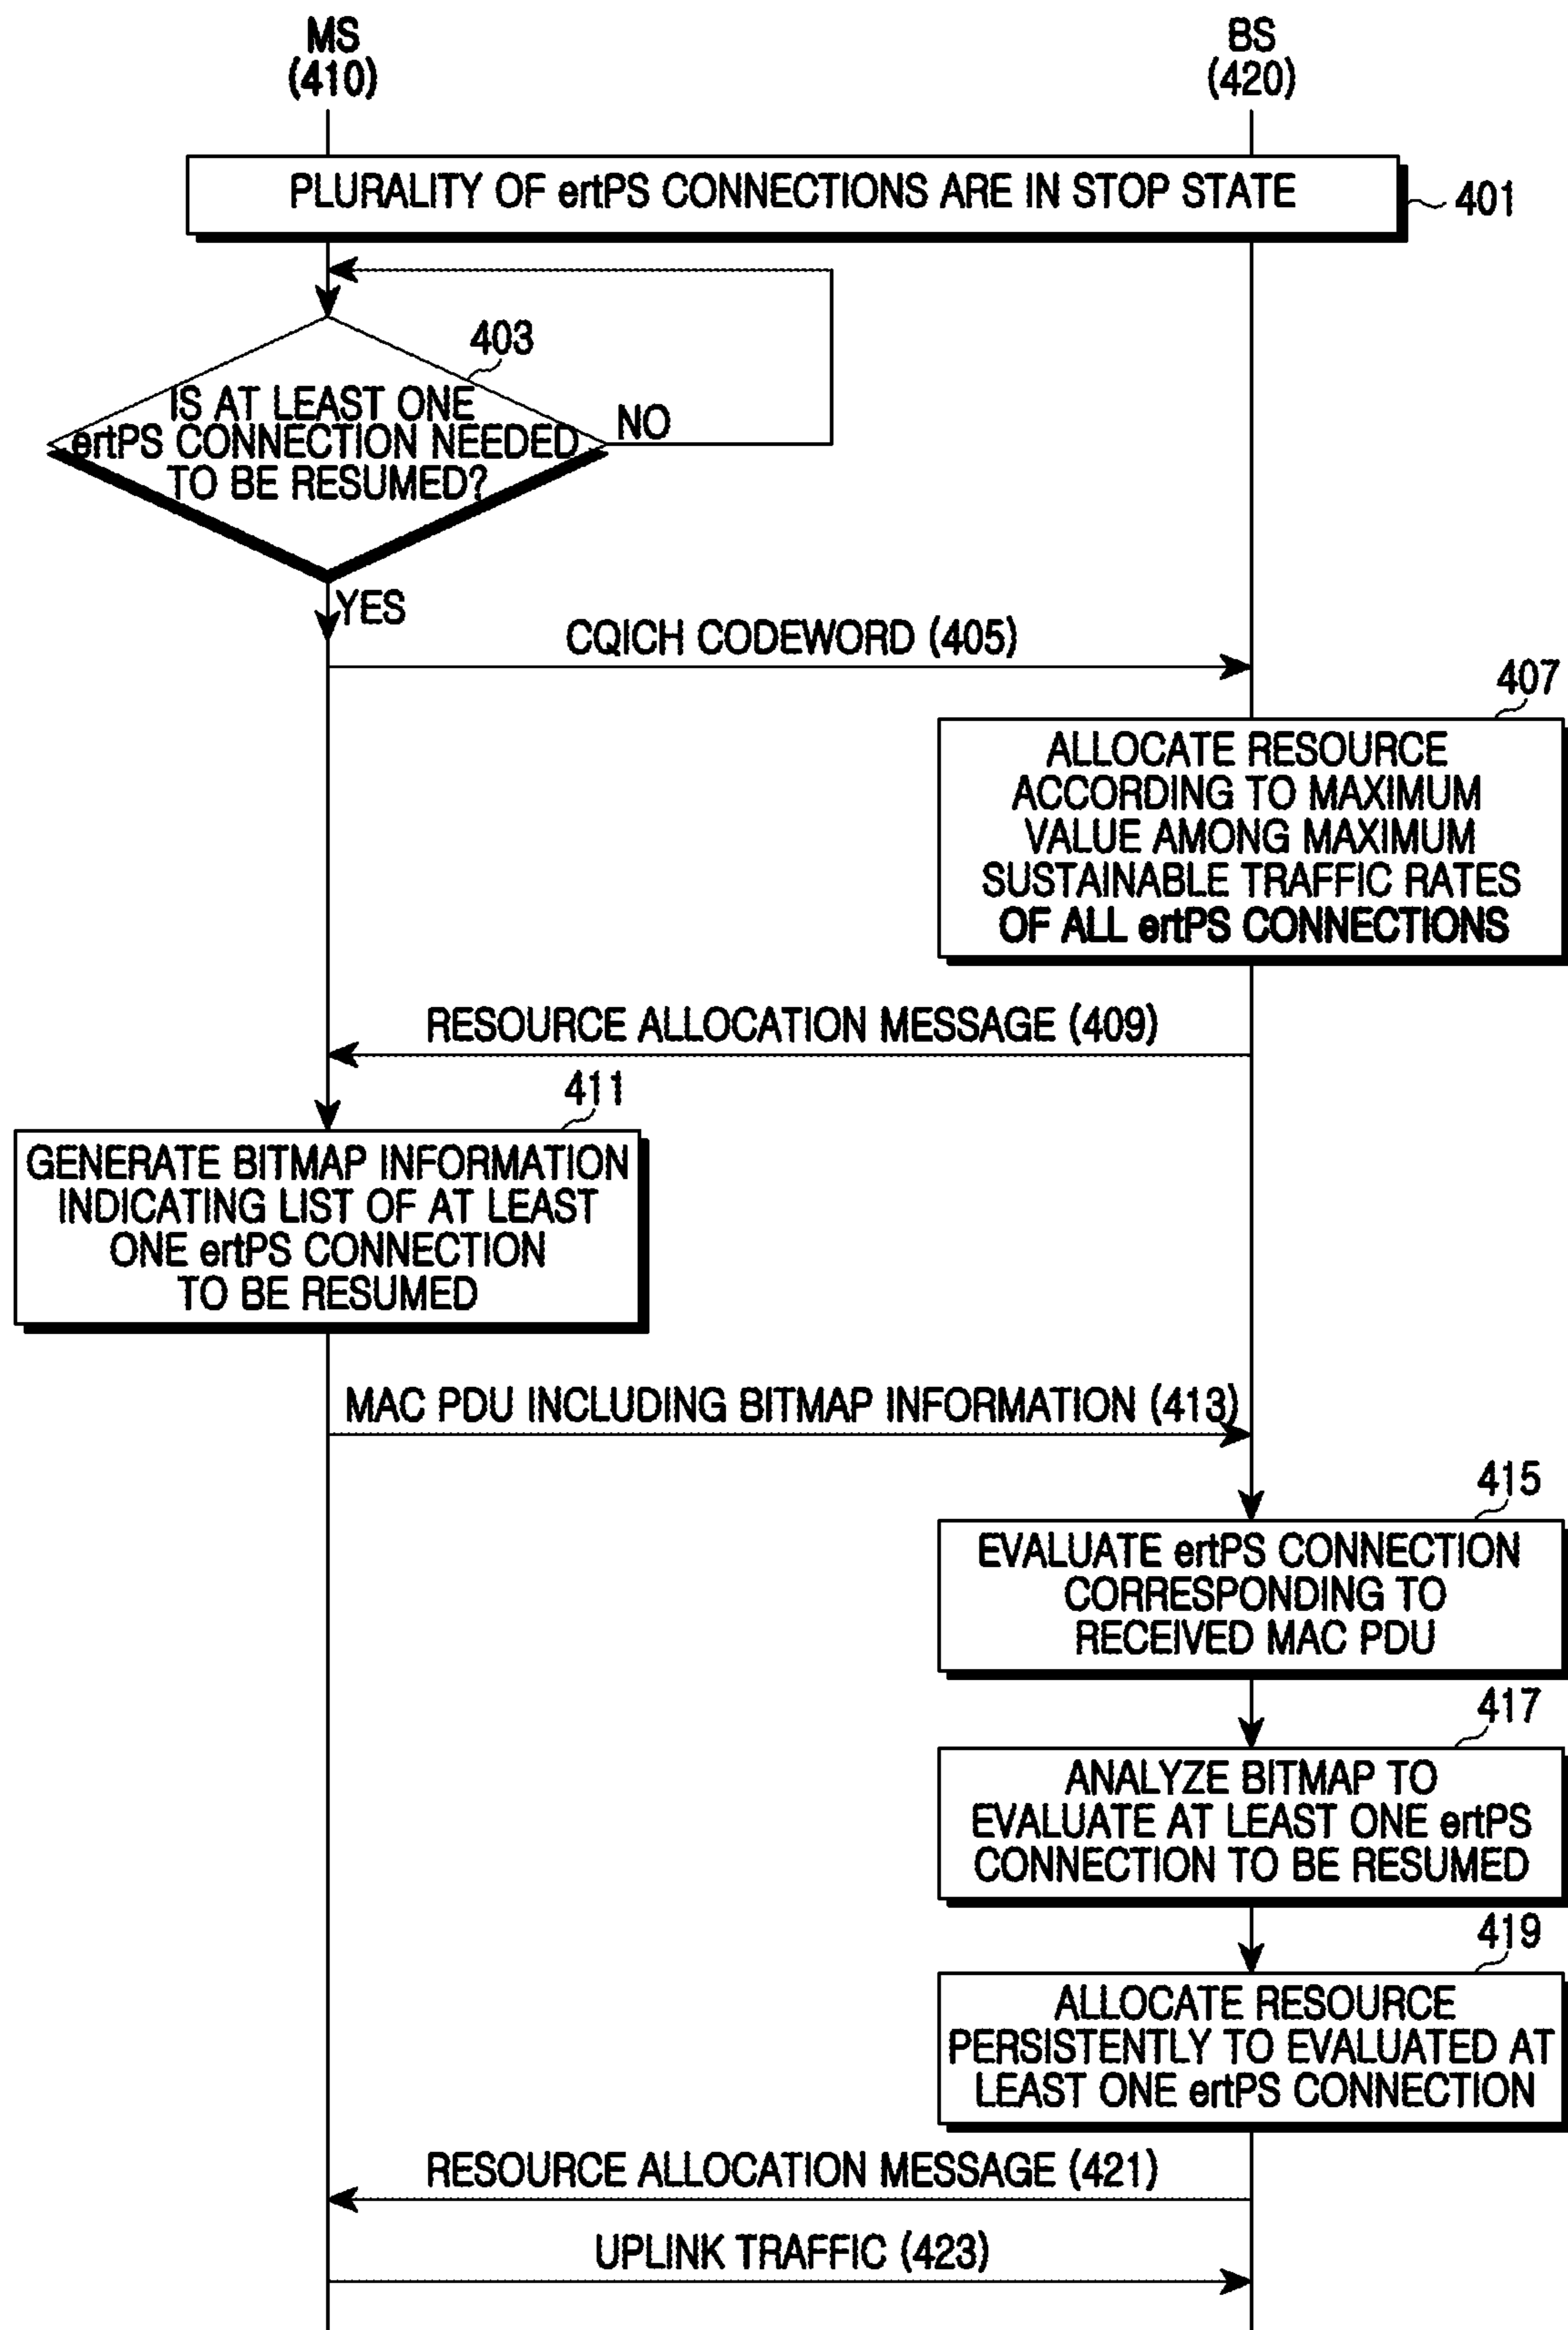 MS
(410)
BS
(420)
PLURALITY OF ertPS CONNECTIONS ARE IN STOP STATE
401
403
IS AT LEAST ONE
ertPS CONNECTION NEEDED
TO BE RESUMED?
NO
YES
CQICH CODEWORD (405)
407
ALLOCATE RESOURCE
ACCORDING TO MAXIMUM
VALUE AMONG MAXIMUM
SUSTAINABLE TRAFFIC RATES
OF ALL ertPS CONNECTIONS
RESOURCE ALLOCATION MESSAGE (409)
411
GENERATE BITMAP INFORMATION
INDICATING LIST OF AT LEAST
ONE ertPS CONNECTION
TO BE RESUMED
MAC PDU INCLUDING BITMAP INFORMATION (413)
415
EVALUATE ertPS CONNECTION
CORRESPONDING TO
RECEIVED MAC PDU
417
ANALYZE BITMAP TO
EVALUATE AT LEAST ONE ertPS
CONNECTION TO BE RESUMED
419
ALLOCATE RESOURCE
PERSISTENTLY TO EVALUATED AT
LEAST ONE ertPS CONNECTION
RESOURCE ALLOCATION MESSAGE (421)
UPLINK TRAFFIC (423)